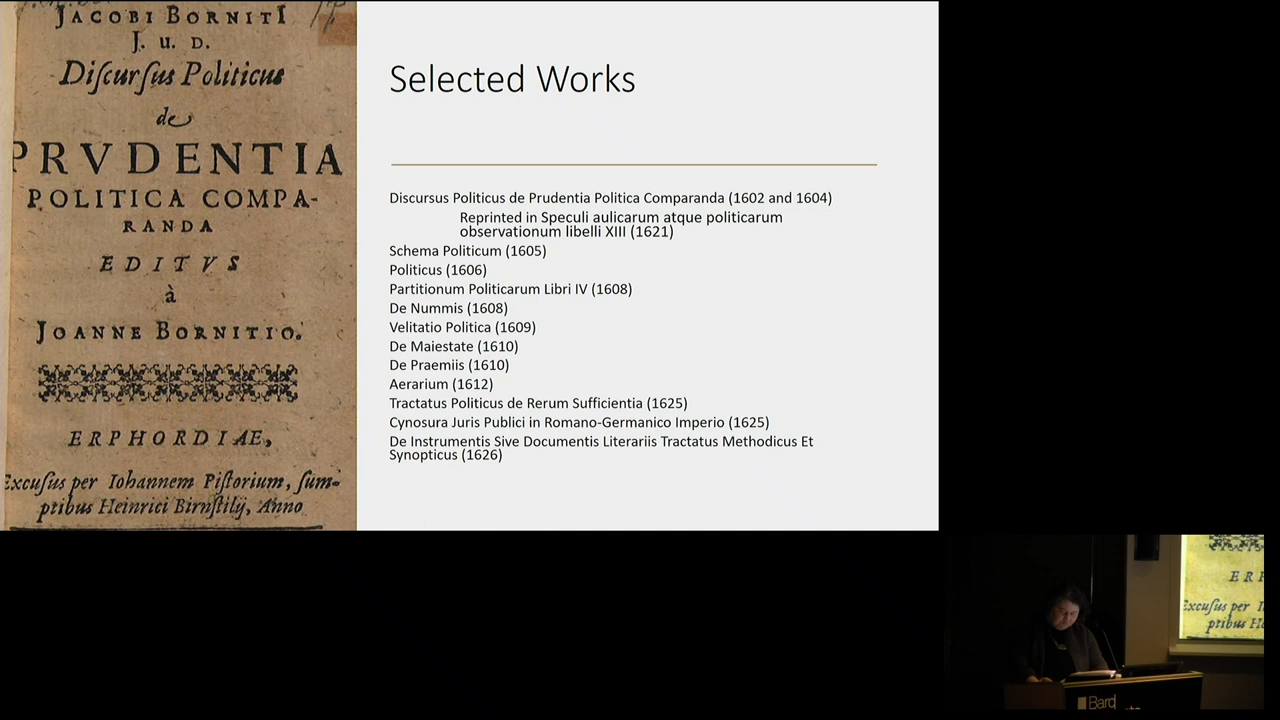 JACOBI BORNITI
J. U. D.
Diſcurſus Politicus
de
PRVDENTIA
POLITICA COMPA-
RANDA
EDITVS
à
JOANNE BORNITIO.
ERPHORDIAE,
Excuſus per Iohannem Piſtorium, ſum-
ptibus Heinrici Birnſtilij, Anno
Selected Works
Discursus Politicus de Prudentia Politica Comparanda (1602 and 1604)
Reprinted in Speculi aulicarum atque politicarum
observationum libelli XIII (1621)
Schema Politicum (1605)
Politicus (1606)
Partitionum Politicarum Libri IV (1608)
De Nummis (1608)
Velitatio Politica (1609)
De Maiestate (1610)
De Praemiis (1610)
Aerarium (1612)
Tractatus Politicus de Rerum Sufficientia (1625)
Cynosura Juris Publici in Romano-Germanico Imperio (1625)
De Instrumentis Sive Documentis Literariis Tractatus Methodicus Et
Synopticus (1626)
ERP
Excuſus per I
ptibus He
Bard